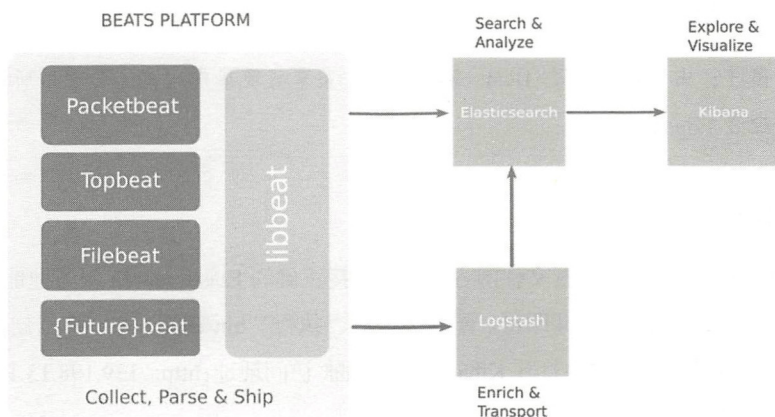 BEATS PLATFORM
Packetbeat
Topbeat
Filebeat
{Future}beat
libbeat
Collect, Parse & Ship
Search &
Analyze
Elasticsearch
Explore &
Visualize
Kibana
Logstash
Enrich &
Transport